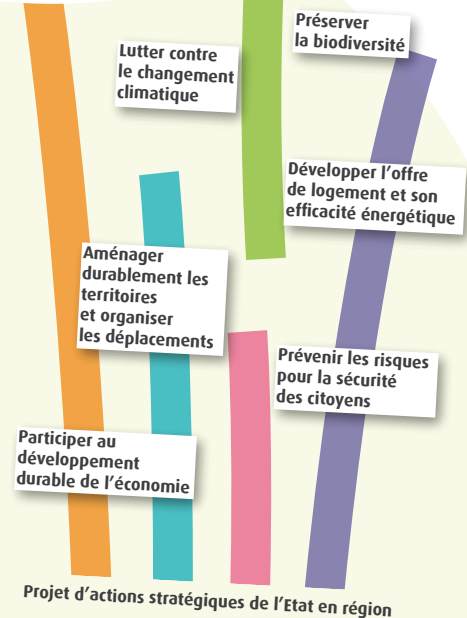 Préserver
la biodiversité
Lutter contre
le changement
climatique
Développer l'offre
de logement et son
efficacité énergétique
Aménager
durablement les
territoires
et organiser
les déplacements
Prévenir les risques
pour la sécurité
des citoyens
Participer au
développement
durable de l'économie
Projet d'actions stratégiques de l'Etat en région